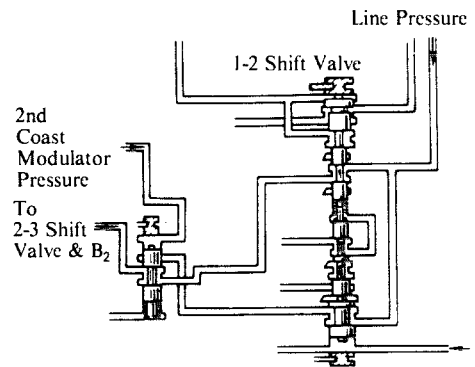 Line Pressure
1-2 Shift Valve
2nd
Coast
Modulator
Pressure
To
2-3 Shift
Valve & B₂